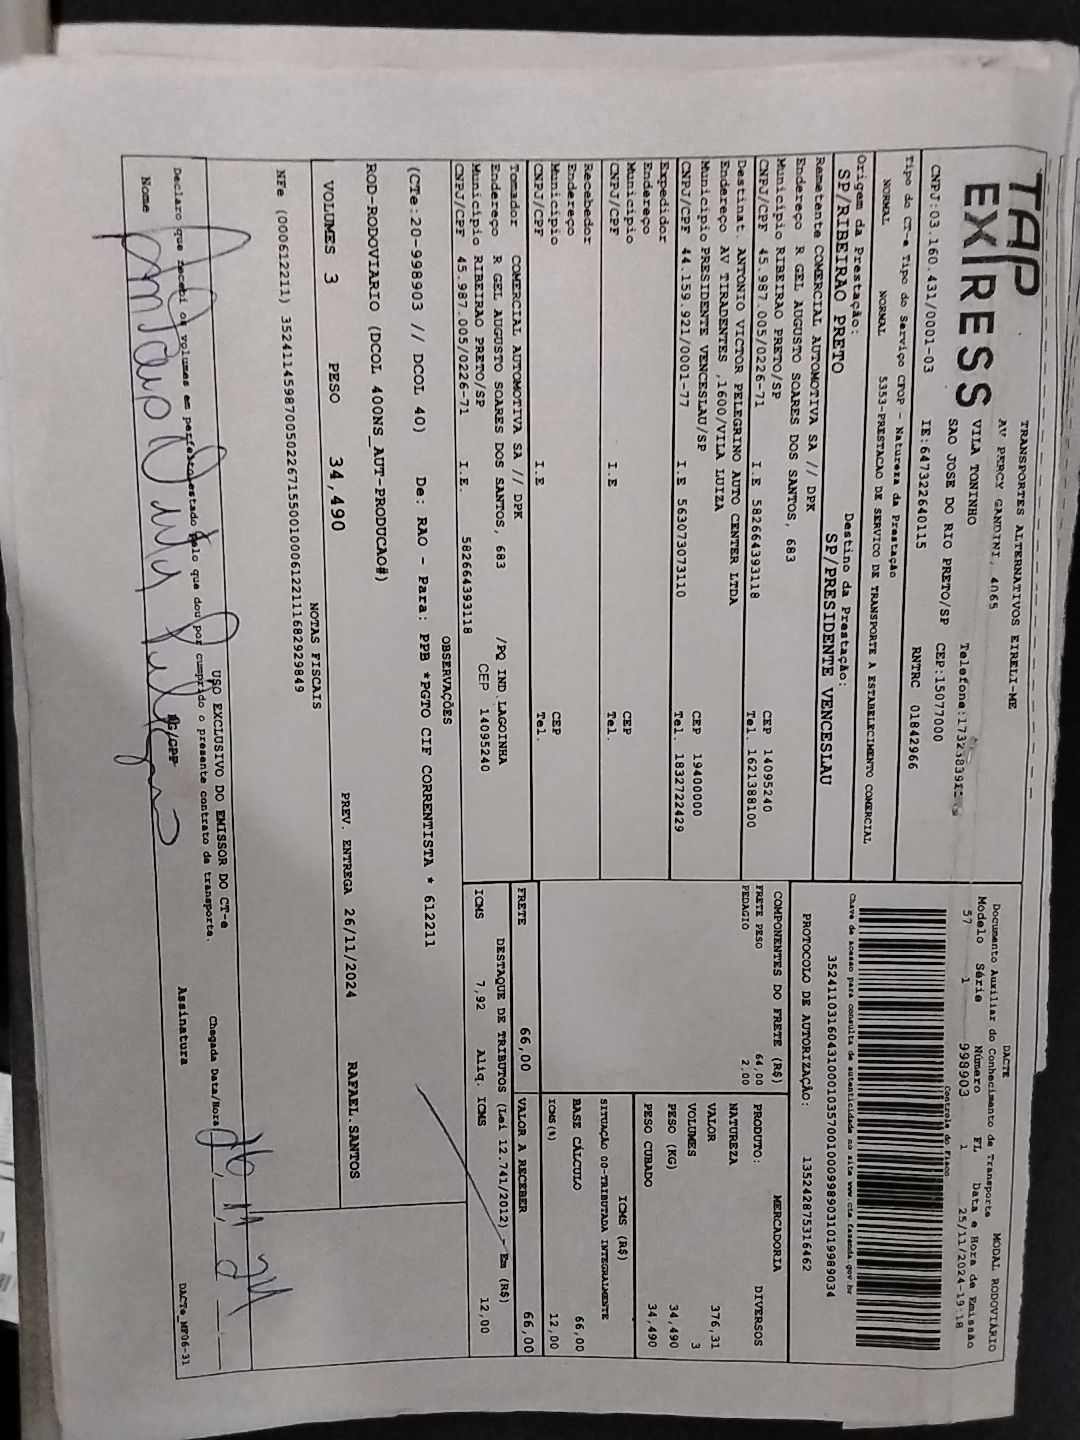 TAP EXPRESS
TRANSPORTES ALTERNATIVOS EIRELI-ME
AV PERCY GANDINI, 4065
VILA TONINHO
SAO JOSE DO RIO PRETO/SP CEP:15077000
CNPJ:03.160.431/0001-03 IE:647322640115 RNTRC 01842966
DACTE MODAL RODOVIÁRIO
Documento Auxiliar do Conhecimento de Transporte
Modelo Série Número FL Data e Hora de Emissão
57 1 998903 1 25/11/2024-19:18
Controle do Fisco
Chave de acesso para consulta de autenticidade no site www.cte.fazenda.gov.br
PROTOCOLO DE AUTORIZAÇÃO: 135242875316462
Tipo do CT-e Tipo do Serviço CFOP - Natureza da Prestação
NORMAL NORMAL 5353-PRESTACAO DE SERVICO DE TRANSPORTE A ESTABELECIMENTO COMERCIAL
Origem da Prestação: Destino da Prestação:
SP/RIBEIRAO PRETO SP/PRESIDENTE VENCESLAU
Remetente COMERCIAL AUTOMOTIVA SA // DPK
Endereço R GEL AUGUSTO SOARES DOS SANTOS, 683
Municipio RIBEIRAO PRETO/SP CEP 14095240
CNPJ/CPF 45.987.005/0226-71 I.E 582664393118 Tel. 1621388100
Destinat. ANTONIO VICTOR PELEGRINO AUTO CENTER LTDA
Endereço AV TIRADENTES ,1600/VILA LUIZA
Municipio PRESIDENTE VENCESLAU/SP CEP 19400000
CNPJ/CPF 44.159.921/0001-77 I.E 563073073110 Tel. 1832722429
Expedidor
Endereço
Municipio CEP
CNPJ/CPF I.E Tel.
Recebedor
Endereço
Municipio CEP
CNPJ/CPF I.E Tel.
Tomador COMERCIAL AUTOMOTIVA SA // DPK
Endereço R GEL AUGUSTO SOARES DOS SANTOS, 683 /PQ IND LAGOINHA
Municipio RIBEIRAO PRETO/SP CEP 14095240
CNPJ/CPF 45.987.005/0226-71 I.E. 582664393118
COMPONENTES DO FRETE (R$)
FRETE PESO 64,00
PEDAGIO 2,00
PRODUTO: MERCADORIA
NATUREZA DIVERSOS
VALOR 376,31
VOLUMES 3
PESO (KG) 34,490
PESO CUBADO 34,490
ICMS (R$)
SITUAÇÃO 00-TRIBUTADA INTEGRALMENTE
BASE CÁLCULO 66,00
ICMS(%) 12,00
FRETE 66,00 VALOR A RECEBER 66,00
DESTAQUE DE TRIBUTOS (Lei 12.741/2012) - Em (R$)
ICMS 7,92 Aliq. ICMS 12,00
OBSERVAÇÕES
(CTe:20-998903 // DCOL 40) De: RAO - Para: PPB *PGTO CIF CORRENTISTA * 612211
ROD-RODOVIARIO (DCOL 400NS_AUT-PRODUCAO#)
VOLUMES 3 PESO 34,490 PREV. ENTREGA 26/11/2024 RAFAEL.SANTOS
NOTAS FISCAIS
USO EXCLUSIVO DO EMISSOR DO CT-e
Declaro que recebi os volumes em perfeito estado pelo que dou por cumprido o presente contrato de transporte.
Chegada Data/Hora 26 11 24
Nome RG/CPF Assinatura
DACTe_MF06-31